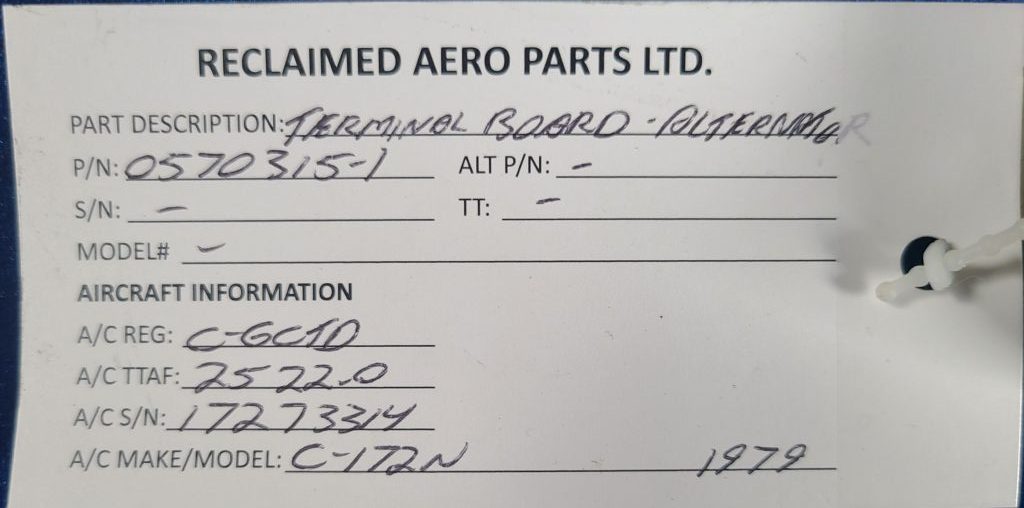 RECLAIMED AERO PARTS LTD.
PART DESCRIPTION: TERMINAL BOARD - ALTERNATOR
P/N: 0570315-1 ALT P/N: -
S/N: - TT: -
MODEL# -
AIRCRAFT INFORMATION
A/C REG: C-GCTD
A/C TTAF: 2522.0
A/C S/N: 17273314
A/C MAKE/MODEL: C-172N 1979